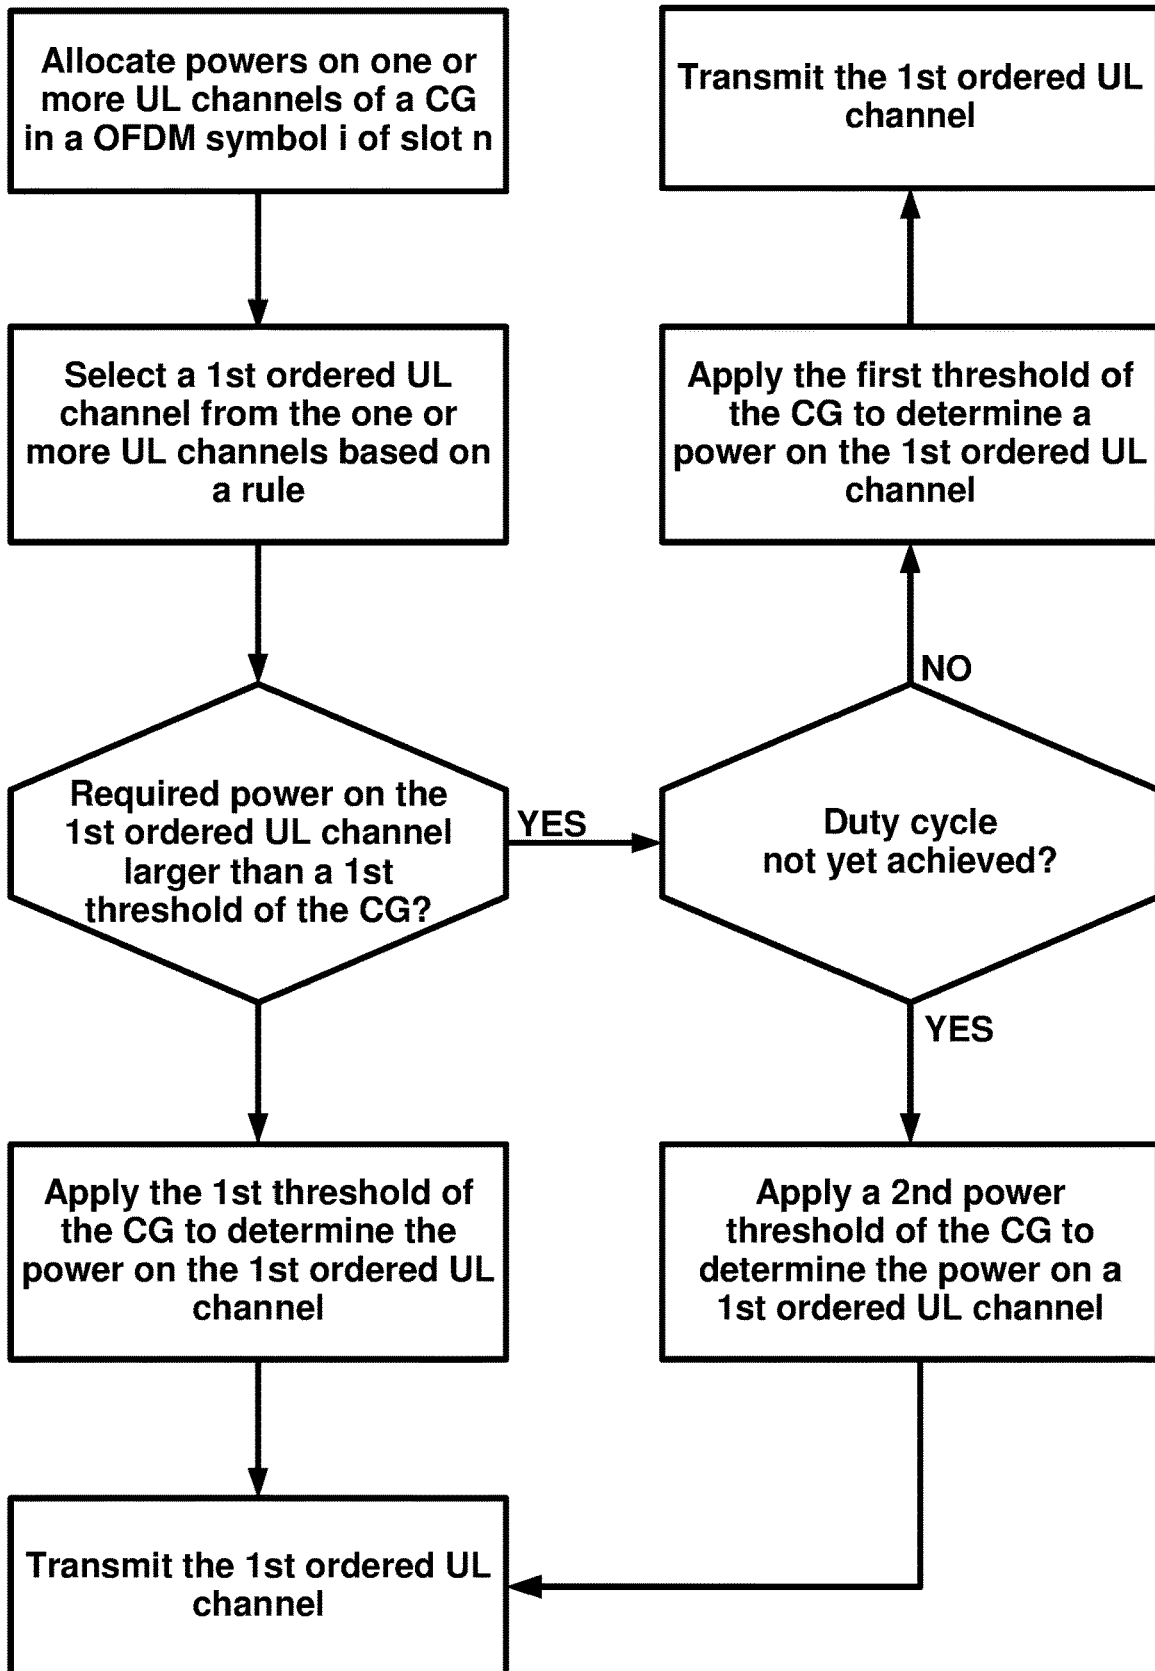 Allocate powers on one or
more UL channels of a CG
in a OFDM symbol i of slot n
Select a 1st ordered UL
channel from the one or
more UL channels based on
a rule
Required power on the
1st ordered UL channel
larger than a 1st
threshold of the CG?
YES
Duty cycle
not yet achieved?
NO
Apply the first threshold of
the CG to determine a
power on the 1st ordered UL
channel
Transmit the 1st ordered UL
channel
YES
Apply a 2nd power
threshold of the CG to
determine the power on a
1st ordered UL channel
Apply the 1st threshold of
the CG to determine the
power on the 1st ordered UL
channel
Transmit the 1st ordered UL
channel